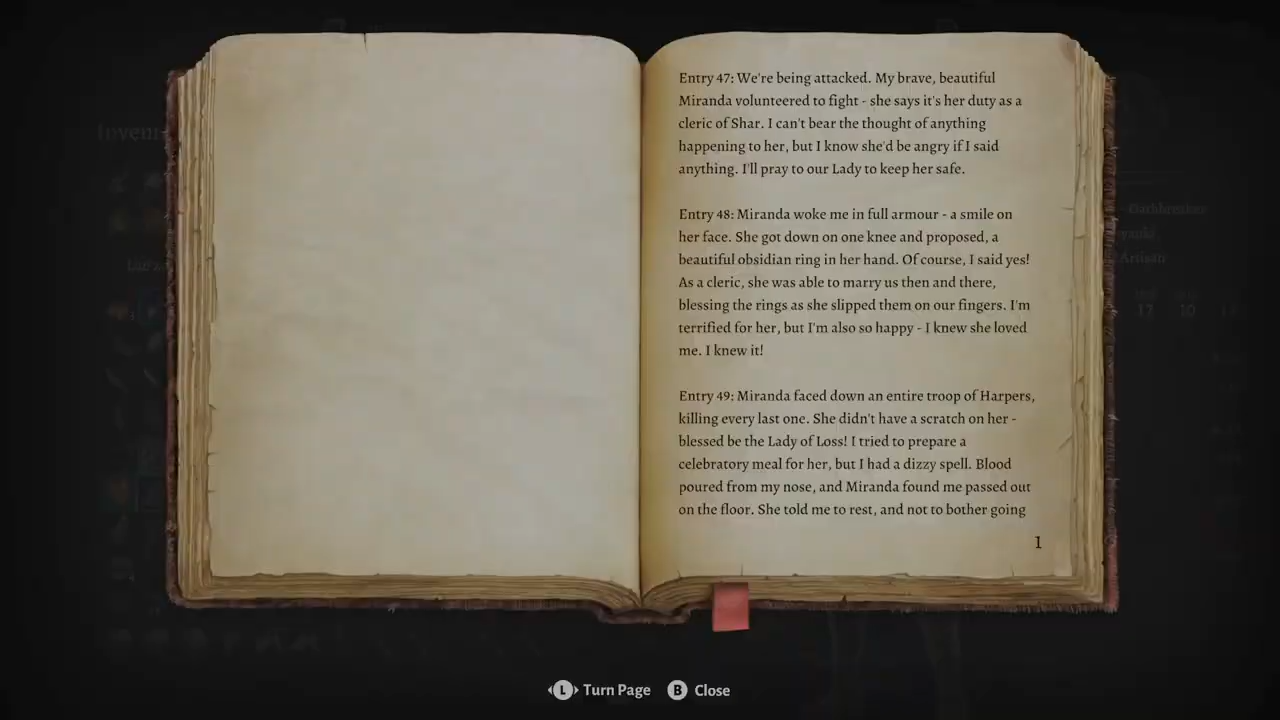 Entry 47: We're being attacked. My brave, beautiful
Miranda volunteered to fight - she says it's her duty as a
cleric of Shar. I can't bear the thought of anything
happening to her, but I know she'd be angry if I said
anything. I'll pray to our Lady to keep her safe.
Entry 48: Miranda woke me in full armour - a smile on
her face. She got down on one knee and proposed, a
beautiful obsidian ring in her hand. Of course, I said yes!
As a cleric, she was able to marry us then and there,
blessing the rings as she slipped them on our fingers. I'm
terrified for her, but I'm also so happy - I knew she loved
me. I knew it!
Entry 49: Miranda faced down an entire troop of Harpers,
killing every last one. She didn't have a scratch on her -
blessed be the Lady of Loss! I tried to prepare a
celebratory meal for her, but I had a dizzy spell. Blood
poured from my nose, and Miranda found me passed out
on the floor. She told me to rest, and not to bother going
1
Oathbreaker
Artisan
17 10
L Turn Page B Close